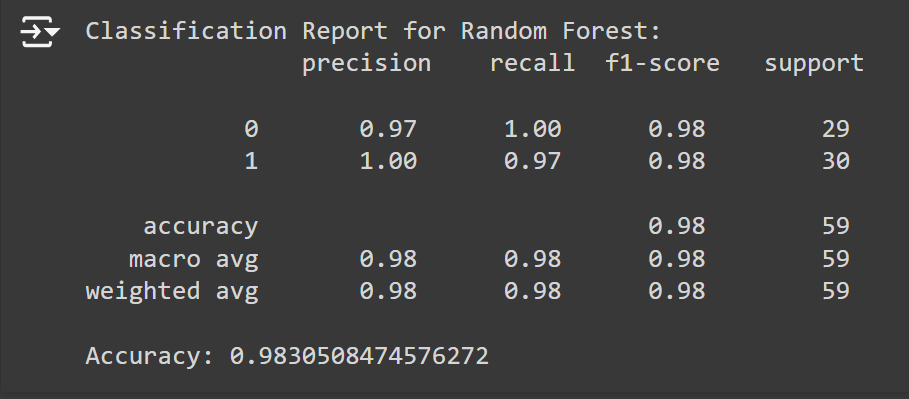 Classification Report for Random Forest:
precision recall f1-score support
0 0.97 1.00 0.98 29
1 1.00 0.97 0.98 30
accuracy 0.98 59
macro avg 0.98 0.98 0.98 59
weighted avg 0.98 0.98 0.98 59
Accuracy: 0.9830508474576272